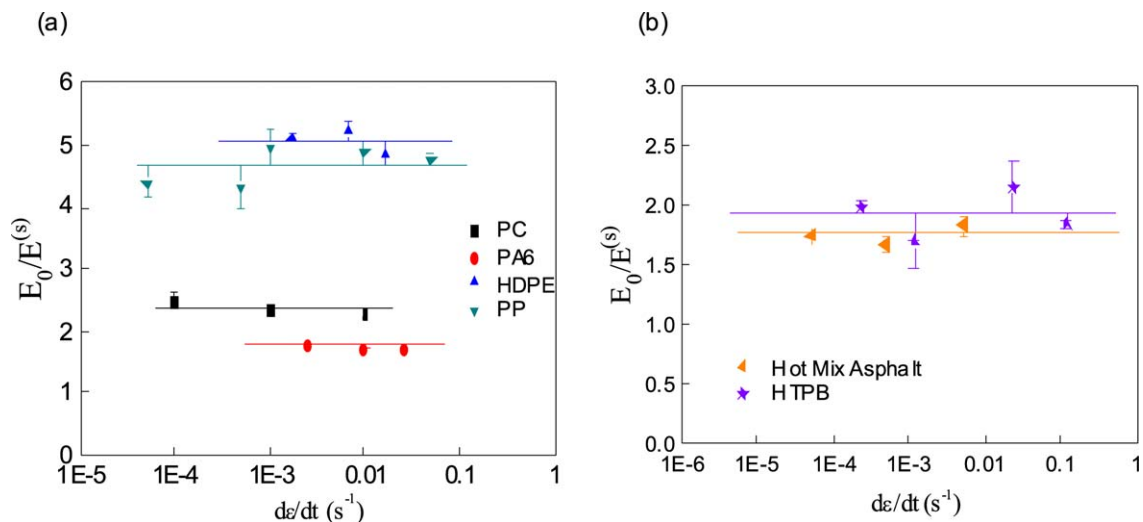 (a)
6
5
4
3
2
1
0
E₀/E⁽ˢ⁾
PC
PA6
HDPE
PP
1E-5 1E-4 1E-3 0.01 0.1
dε/dt (s⁻¹)
(b)
3.0
2.5
2.0
1.5
1.0
0.5
0.0
E₀/E⁽ˢ⁾
Hot Mix Asphalt
HTPB
1E-6 1E-5 1E-4 1E-3 0.01 0.1 1
dε/dt (s⁻¹)